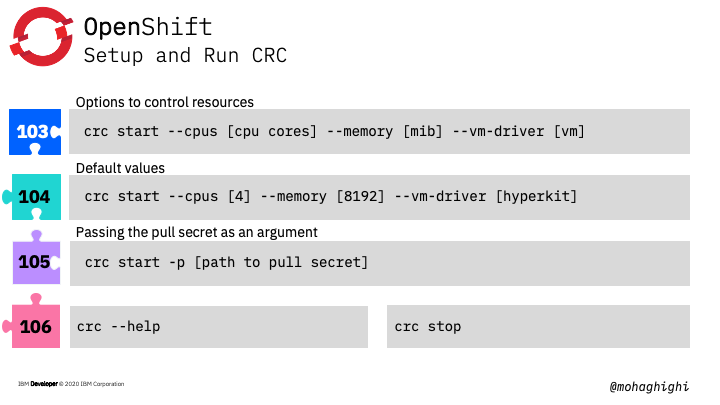 OpenShift
Setup and Run CRC
Options to control resources
103
crc start --cpus [cpu cores] --memory [mib] --vm-driver [vm]
Default values
104
crc start --cpus [4] --memory [8192] --vm-driver [hyperkit]
Passing the pull secret as an argument
105
crc start -p [path to pull secret]
106
crc --help
crc stop
IBM Developer © 2020 IBM Corporation
@mohaghighi